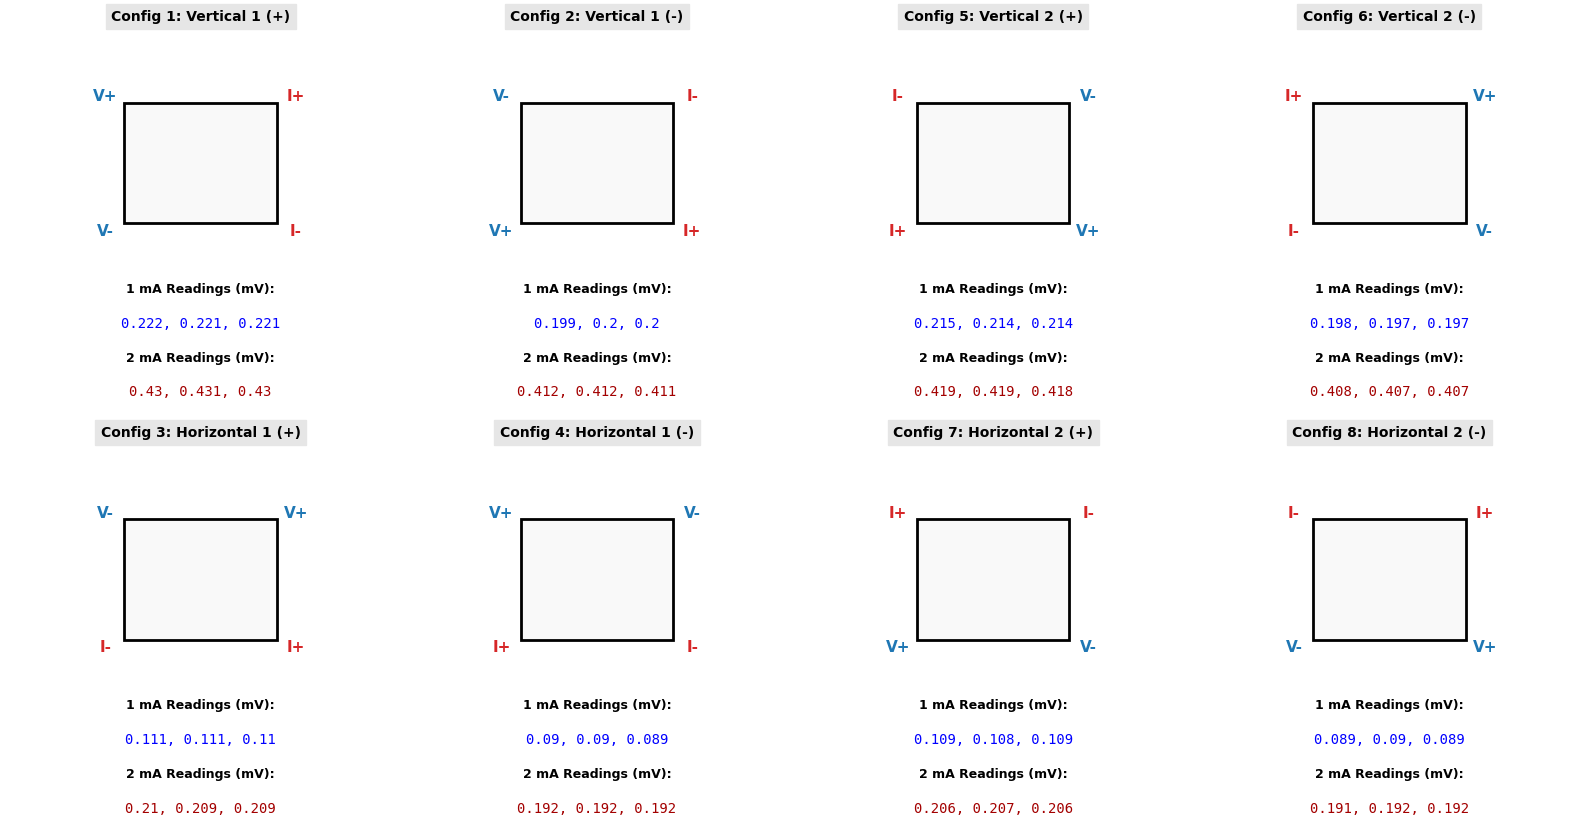 Config 1: Vertical 1 (+)
V+ I+
V- I-
1 mA Readings (mV):
0.222, 0.221, 0.221
2 mA Readings (mV):
0.43, 0.431, 0.43
Config 2: Vertical 1 (-)
V- I-
V+ I+
1 mA Readings (mV):
0.199, 0.2, 0.2
2 mA Readings (mV):
0.412, 0.412, 0.411
Config 5: Vertical 2 (+)
I- V-
I+ V+
1 mA Readings (mV):
0.215, 0.214, 0.214
2 mA Readings (mV):
0.419, 0.419, 0.418
Config 6: Vertical 2 (-)
I+ V+
I- V-
1 mA Readings (mV):
0.198, 0.197, 0.197
2 mA Readings (mV):
0.408, 0.407, 0.407
Config 3: Horizontal 1 (+)
V- V+
I- I+
1 mA Readings (mV):
0.111, 0.111, 0.11
2 mA Readings (mV):
0.21, 0.209, 0.209
Config 4: Horizontal 1 (-)
V+ V-
I+ I-
1 mA Readings (mV):
0.09, 0.09, 0.089
2 mA Readings (mV):
0.192, 0.192, 0.192
Config 7: Horizontal 2 (+)
I+ I-
V+ V-
1 mA Readings (mV):
0.109, 0.108, 0.109
2 mA Readings (mV):
0.206, 0.207, 0.206
Config 8: Horizontal 2 (-)
I- I+
V- V+
1 mA Readings (mV):
0.089, 0.09, 0.089
2 mA Readings (mV):
0.191, 0.192, 0.192